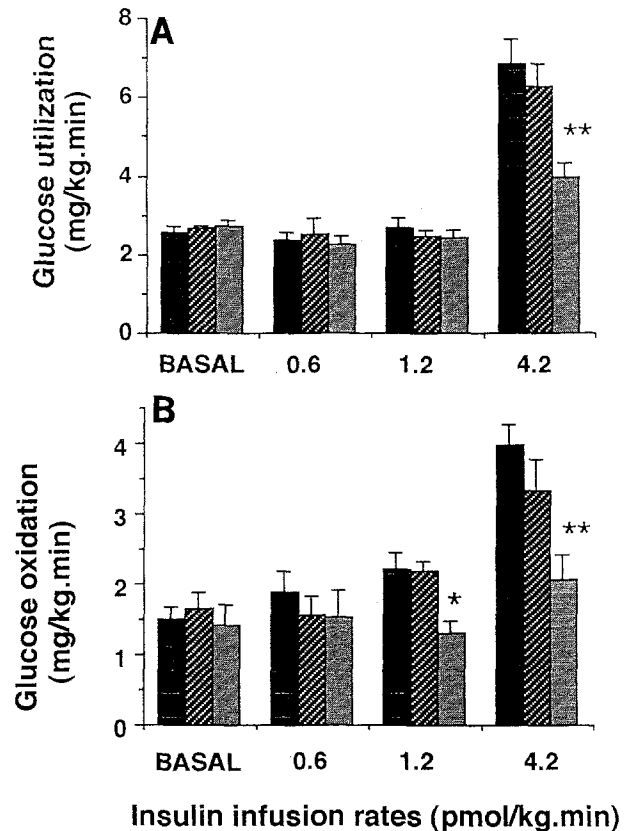 A
Glucose utilization
(mg/kg.min)
8
6
4
2
0
**
BASAL 0.6 1.2 4.2
B
Glucose oxidation
(mg/kg.min)
4
3
2
1
0
*
**
BASAL 0.6 1.2 4.2
Insulin infusion rates (pmol/kg.min)